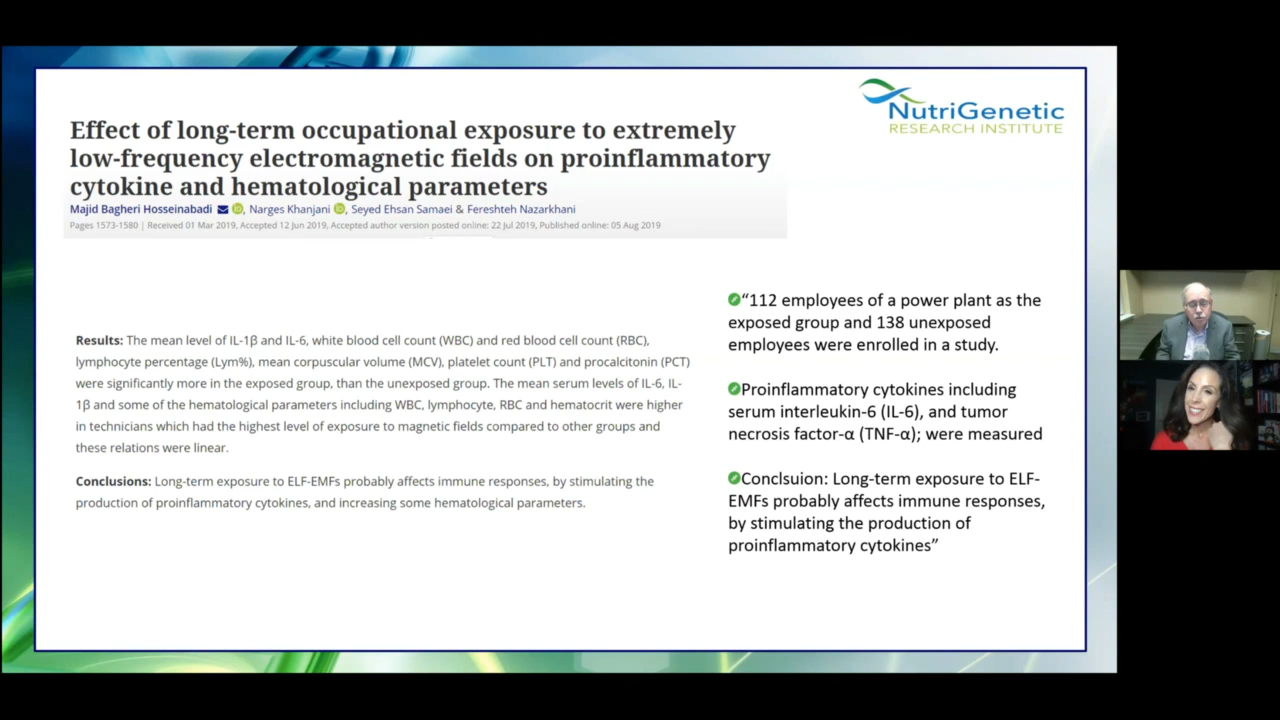 NutriGenetic
RESEARCH INSTITUTE
Effect of long-term occupational exposure to extremely
low-frequency electromagnetic fields on proinflammatory
cytokine and hematological parameters
Majid Bagheri Hosseinabadi, Narges Khanjani, Seyed Ehsan Samaei & Fereshteh Nazarkhani
Pages 1573-1580 | Received 01 Mar 2019, Accepted 12 Jun 2019, Accepted author version posted online: 22 Jul 2019, Published online: 05 Aug 2019
Results: The mean level of IL-1β and IL-6, white blood cell count (WBC) and red blood cell count (RBC),
lymphocyte percentage (Lym%), mean corpuscular volume (MCV), platelet count (PLT) and procalcitonin (PCT)
were significantly more in the exposed group, than the unexposed group. The mean serum levels of IL-6, IL-
1β and some of the hematological parameters including WBC, lymphocyte, RBC and hematocrit were higher
in technicians which had the highest level of exposure to magnetic fields compared to other groups and
these relations were linear.
Conclusions: Long-term exposure to ELF-EMFs probably affects immune responses, by stimulating the
production of proinflammatory cytokines, and increasing some hematological parameters.
“112 employees of a power plant as the
exposed group and 138 unexposed
employees were enrolled in a study.
Proinflammatory cytokines including
serum interleukin-6 (IL-6), and tumor
necrosis factor-α (TNF-α); were measured
Conclsuion: Long-term exposure to ELF-
EMFs probably affects immune responses,
by stimulating the production of
proinflammatory cytokines”